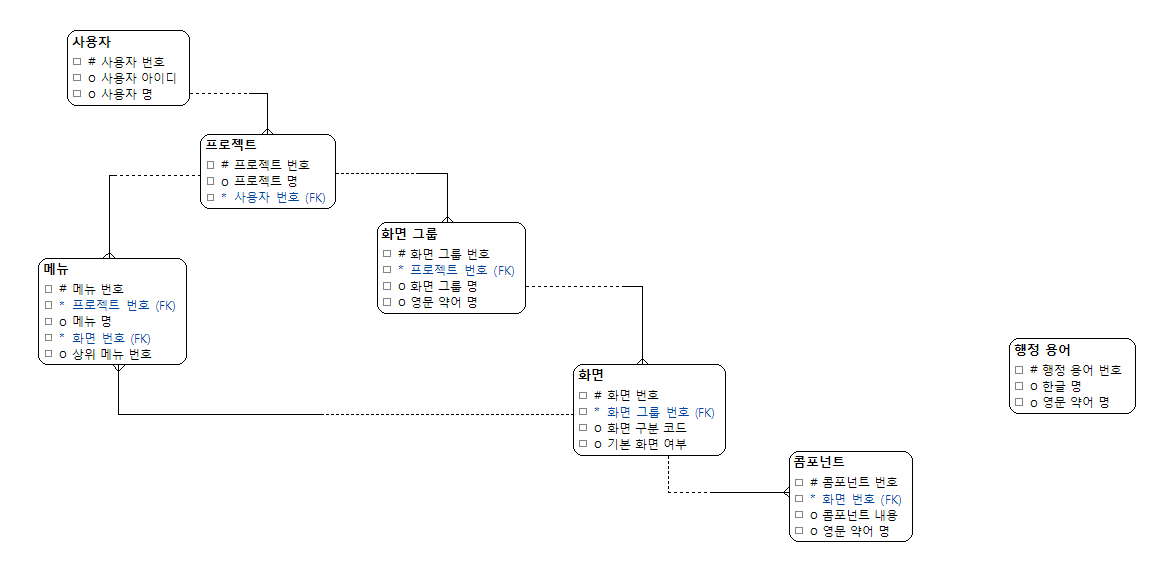 사용자
# 사용자 번호
o 사용자 아이디
o 사용자 명
프로젝트
# 프로젝트 번호
o 프로젝트 명
* 사용자 번호 (FK)
화면 그룹
# 화면 그룹 번호
* 프로젝트 번호 (FK)
o 화면 그룹 명
o 영문 약어 명
메뉴
# 메뉴 번호
* 프로젝트 번호 (FK)
o 메뉴 명
* 화면 번호 (FK)
o 상위 메뉴 번호
화면
# 화면 번호
* 화면 그룹 번호 (FK)
o 화면 구분 코드
o 기본 화면 여부
행정 용어
# 행정 용어 번호
o 한글 명
o 영문 약어 명
콤포넌트
# 콤포넌트 번호
* 화면 번호 (FK)
o 콤포넌트 내용
o 영문 약어 명